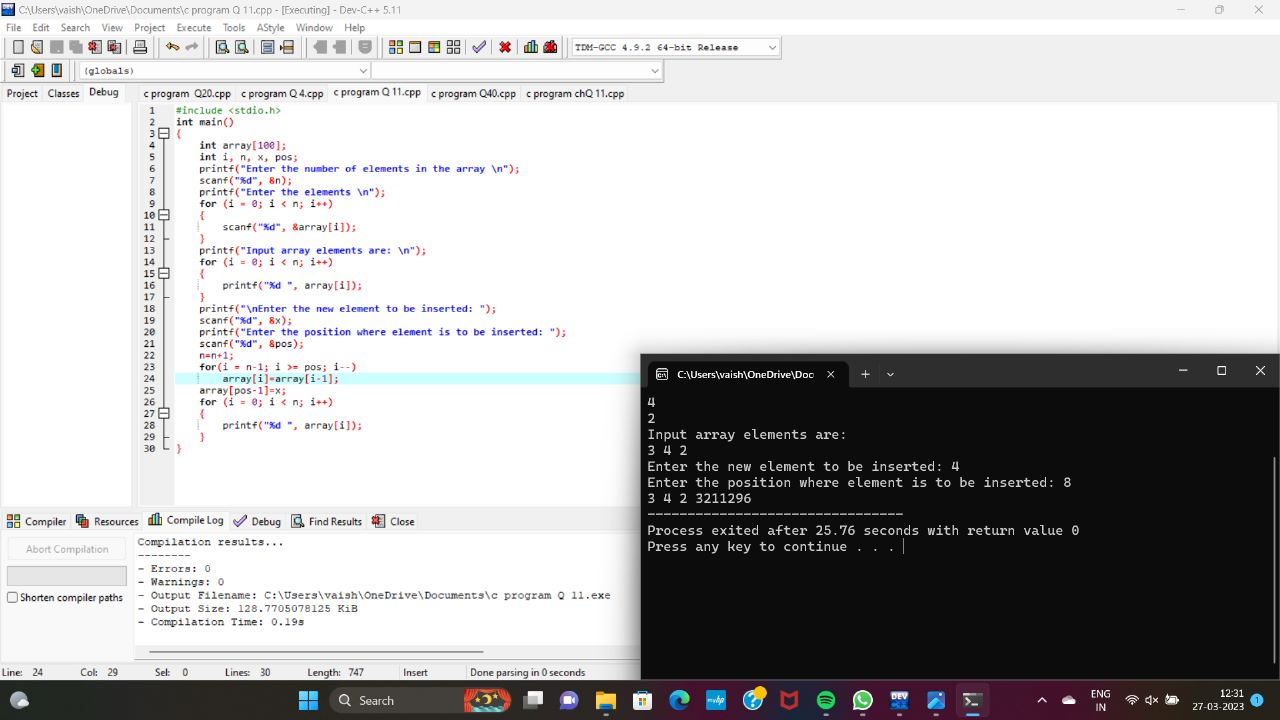 C:\Users\vaish\OneDrive\Documents\c program Q 11.cpp - [Executing] - Dev-C++ 5.11
File Edit Search View Project Execute Tools AStyle Window Help
TDM-GCC 4.9.2 64-bit Release
(globals)
Project Classes Debug
c program Q20.cpp c program Q 4.cpp c program Q 11.cpp c program Q40.cpp c program chQ 11.cpp
1 #include <stdio.h>
2 int main()
3 {
4 int array[100];
5 int i, n, x, pos;
6 printf("Enter the number of elements in the array \n");
7 scanf("%d", &n);
8 printf("Enter the elements \n");
9 for (i = 0; i < n; i++)
10 {
11 scanf("%d", &array[i]);
12 }
13 printf("Input array elements are: \n");
14 for (i = 0; i < n; i++)
15 {
16 printf("%d ", array[i]);
17 }
18 printf("\nEnter the new element to be inserted: ");
19 scanf("%d", &x);
20 printf("Enter the position where element is to be inserted: ");
21 scanf("%d", &pos);
22 n=n+1;
23 for(i = n-1; i >= pos; i--)
24 array[i]=array[i-1];
25 array[pos-1]=x;
26 for (i = 0; i < n; i++)
27 {
28 printf("%d ", array[i]);
29 }
30 }
C:\Users\vaish\OneDrive\Doc
4
2
Input array elements are:
3 4 2
Enter the new element to be inserted: 4
Enter the position where element is to be inserted: 8
3 4 2 3211296
--------------------------------
Process exited after 25.76 seconds with return value 0
Press any key to continue . . .
Compiler Resources Compile Log Debug Find Results Close
Abort Compilation
Shorten compiler paths
Compilation results...
--------
- Errors: 0
- Warnings: 0
- Output Filename: C:\Users\vaish\OneDrive\Documents\c program Q 11.exe
- Output Size: 128.7705078125 KiB
- Compilation Time: 0.19s
Line: 24 Col: 29 Sel: 0 Lines: 30 Length: 747 Insert Done parsing in 0 seconds
Search
myhp
DEV
ENG
IN
12:31
27-03-2023
1